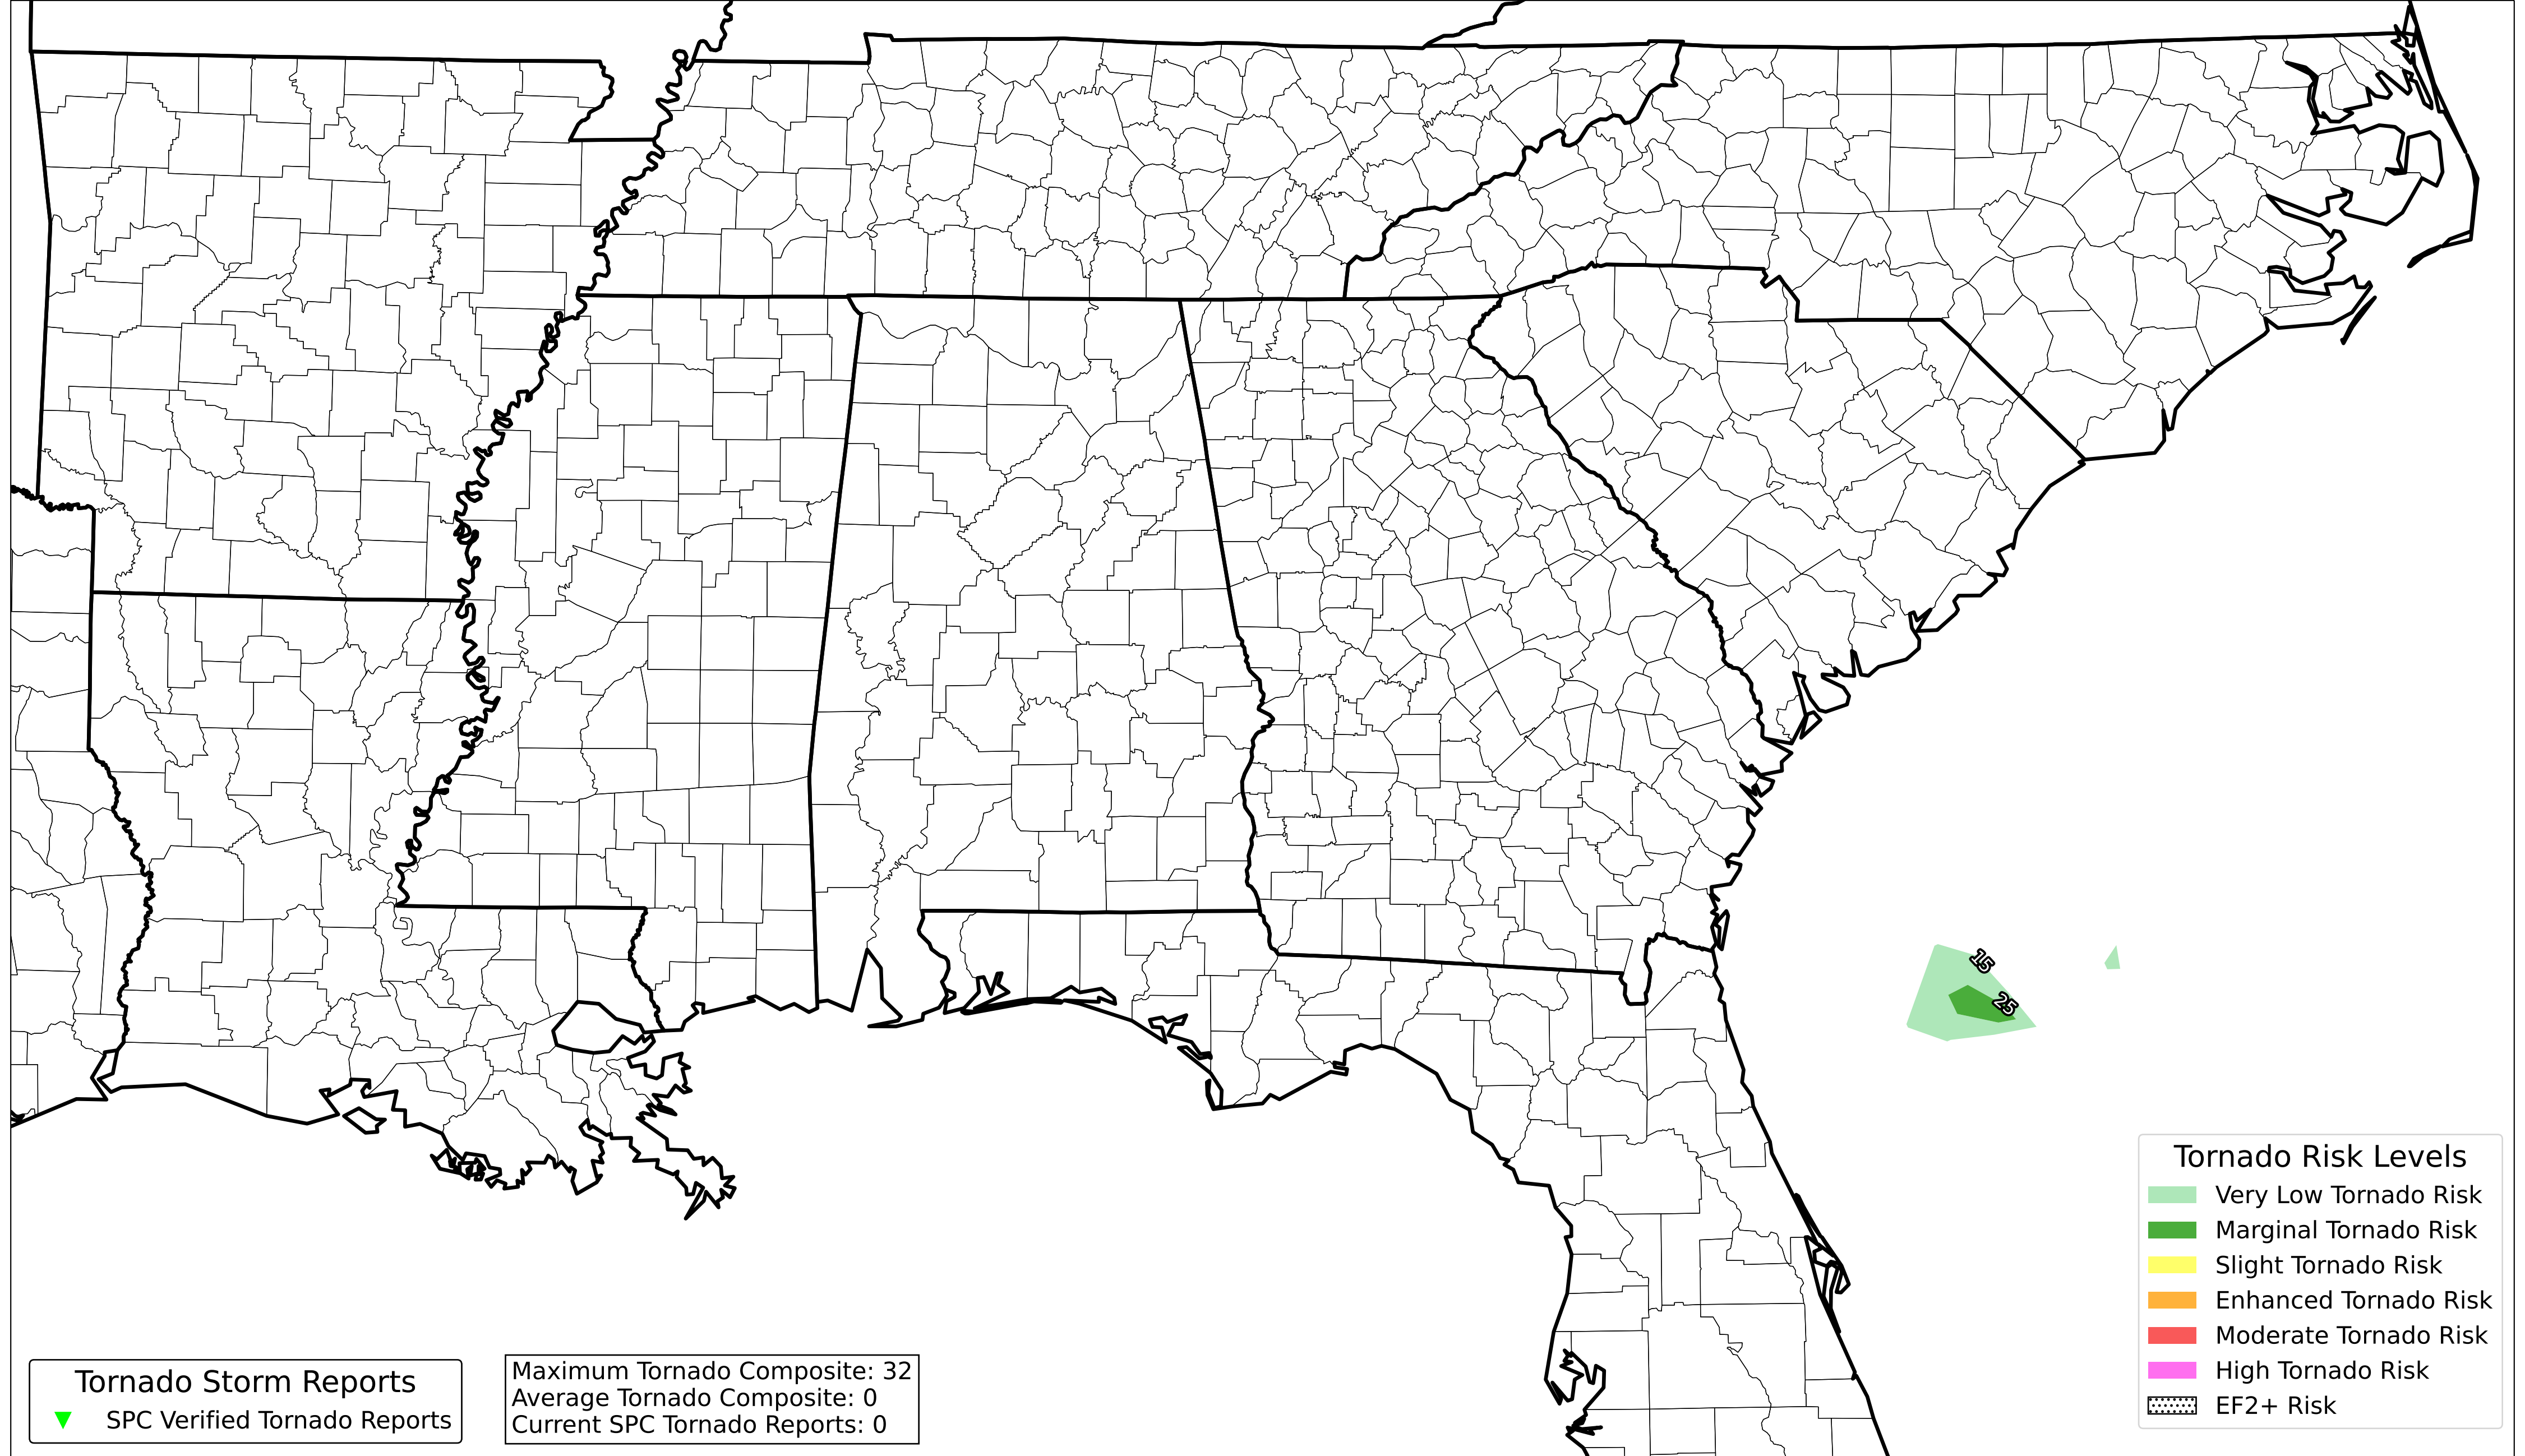 15
25
Tornado Risk Levels
Very Low Tornado Risk
Marginal Tornado Risk
Slight Tornado Risk
Enhanced Tornado Risk
Moderate Tornado Risk
High Tornado Risk
EF2+ Risk
Tornado Storm Reports
SPC Verified Tornado Reports
Maximum Tornado Composite: 32
Average Tornado Composite: 0
Current SPC Tornado Reports: 0